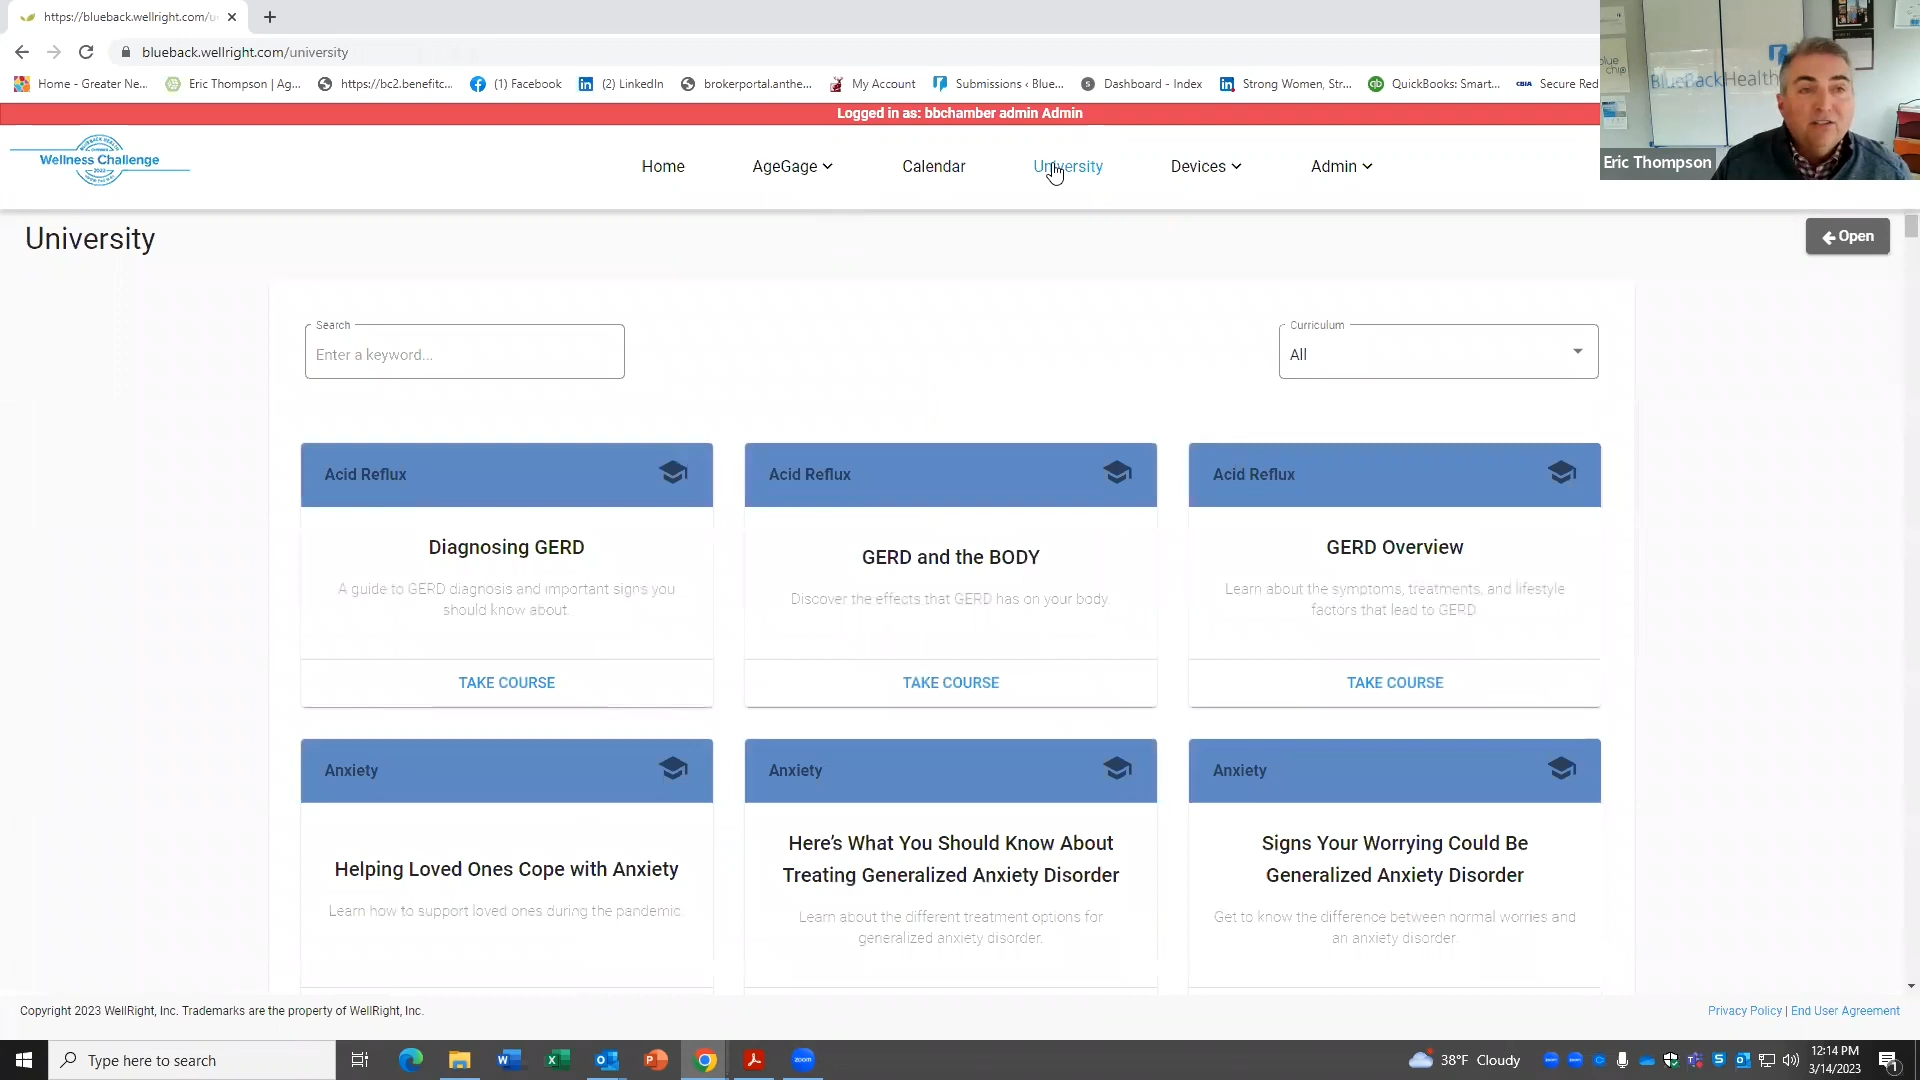 https://blueback.wellright.com/u
blueback.wellright.com/university
Home - Greater Ne... Eric Thompson | Ag... https://bc2.benefitc... (1) Facebook (2) LinkedIn brokerportal.anthe... My Account Submissions ‹ Blue... Dashboard - Index Strong Women, Str... QuickBooks: Smart... CBIA Secure Red
BlueBackHealth
Eric Thompson
Logged in as: bbchamber admin Admin
BLUEBACK HEALTH
Wellness Challenge
Home AgeGage Calendar University Devices Admin
University
Open
Search
Enter a keyword...
Curriculum
All
Acid Reflux
Diagnosing GERD
A guide to GERD diagnosis and important signs you
should know about.
TAKE COURSE
Acid Reflux
GERD and the BODY
Discover the effects that GERD has on your body.
TAKE COURSE
Acid Reflux
GERD Overview
Learn about the symptoms, treatments, and lifestyle
factors that lead to GERD
TAKE COURSE
Anxiety
Helping Loved Ones Cope with Anxiety
Learn how to support loved ones during the pandemic.
Anxiety
Here's What You Should Know About
Treating Generalized Anxiety Disorder
Learn about the different treatment options for
generalized anxiety disorder.
Anxiety
Signs Your Worrying Could Be
Generalized Anxiety Disorder
Get to know the difference between normal worries and
an anxiety disorder.
Copyright 2023 WellRight, Inc. Trademarks are the property of WellRight, Inc.
Privacy Policy | End User Agreement
Type here to search
zoom
38°F Cloudy
12:14 PM
3/14/2023
1